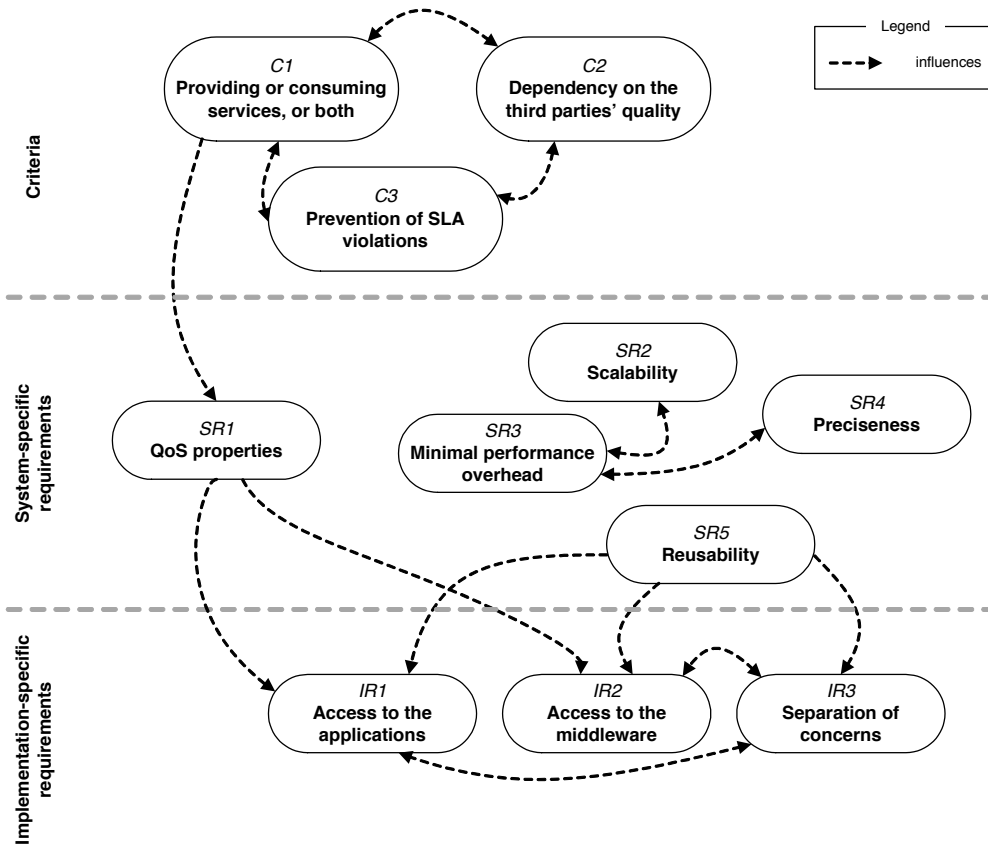 Legend
influences
Criteria
C1
Providing or consuming
services, or both
C2
Dependency on the
third parties’ quality
C3
Prevention of SLA
violations
System-specific
requirements
SR1
QoS properties
SR2
Scalability
SR3
Minimal performance
overhead
SR4
Preciseness
SR5
Reusability
Implementation-specific
requirements
IR1
Access to the
applications
IR2
Access to the
middleware
IR3
Separation of
concerns